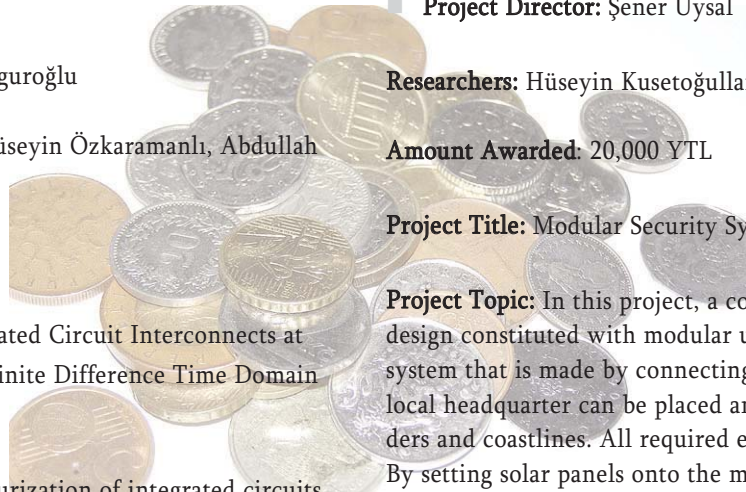 guroğlu
üseyin Özkaramanlı, Abdullah
ated Circuit Interconnects at
inite Difference Time Domain
urization of integrated circuits
Project Director: Şener Uysal
Researchers: Hüseyin Kusetoğulla
Amount Awarded: 20,000 YTL
Project Title: Modular Security Sy
Project Topic: In this project, a co
design constituted with modular u
system that is made by connecting
local headquarter can be placed ar
ders and coastlines. All required e
By setting solar panels onto the m